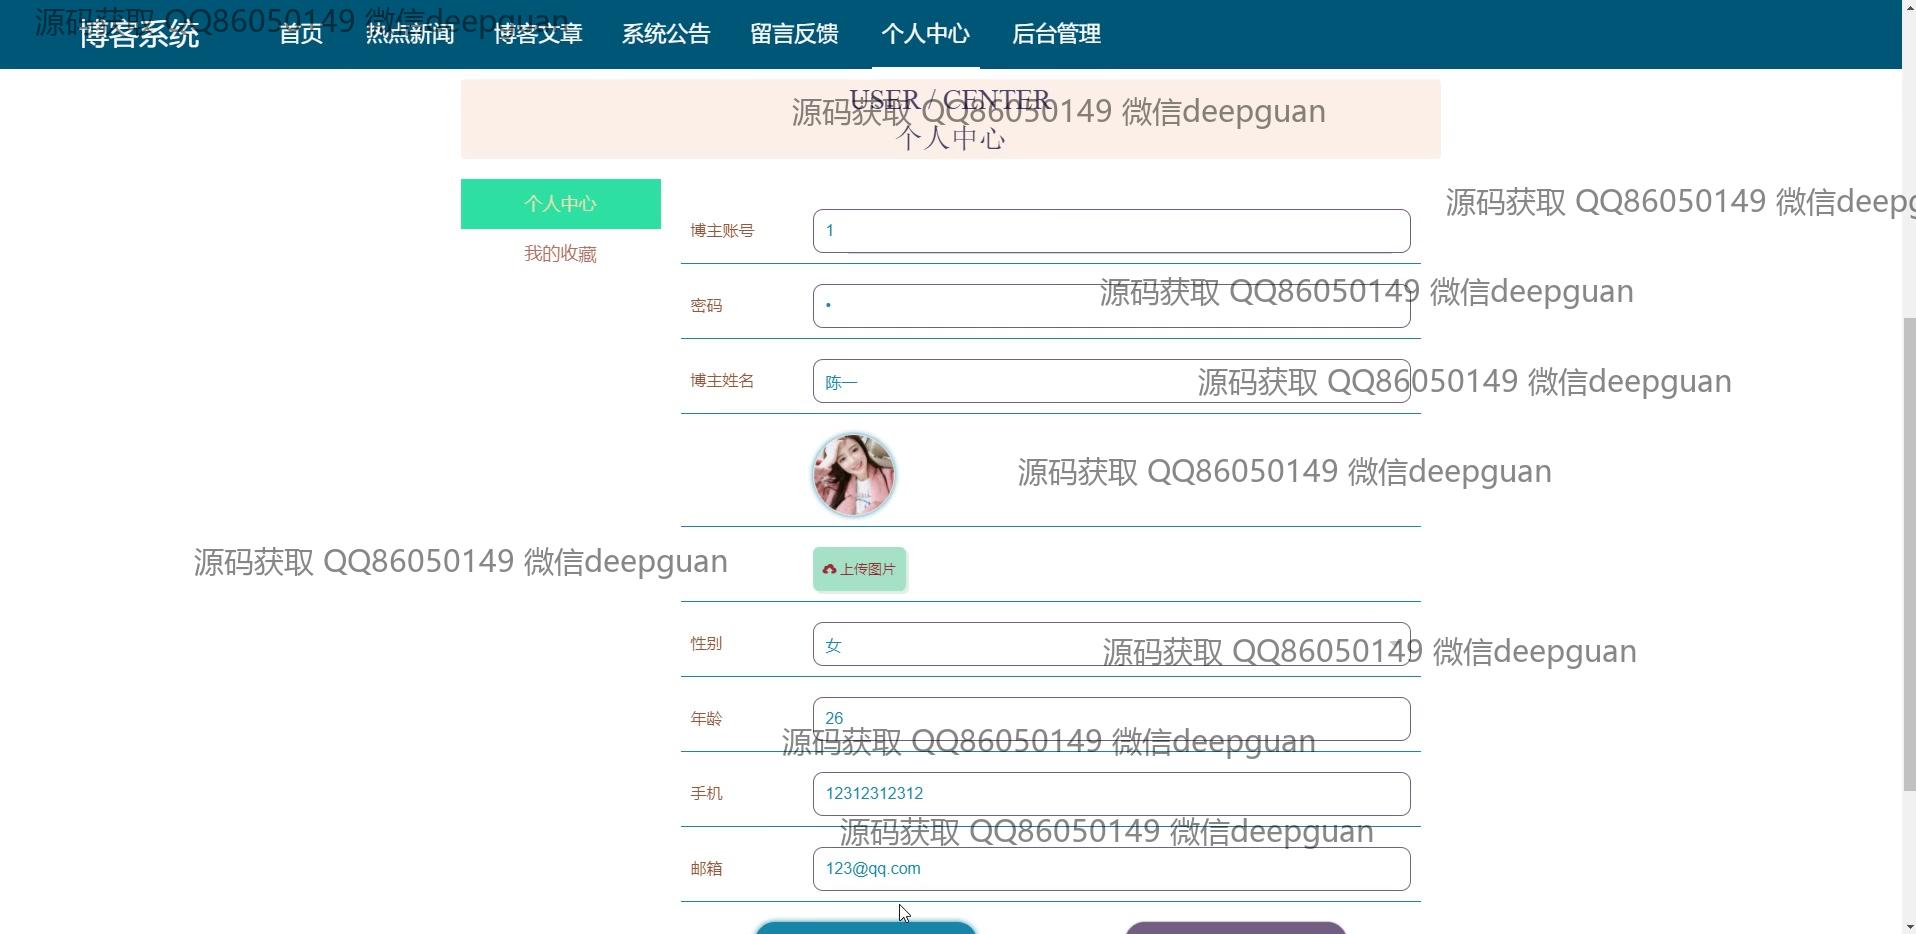 博客系统 首页 热点新闻 博客文章 系统公告 留言反馈 个人中心 后台管理
源码获取 QQ86050149 微信deepguan
USER / CENTER
源码获取 QQ86050149 微信deepguan
个人中心
个人中心
我的收藏
源码获取 QQ86050149 微信deepg
博主账号 1
源码获取 QQ86050149 微信deepguan
密码 •
博主姓名 陈一
源码获取 QQ86050149 微信deepguan
源码获取 QQ86050149 微信deepguan
源码获取 QQ86050149 微信deepguan
上传图片
性别 女
源码获取 QQ86050149 微信deepguan
年龄 26
源码获取 QQ86050149 微信deepguan
手机 12312312312
源码获取 QQ86050149 微信deepguan
邮箱 123@qq.com